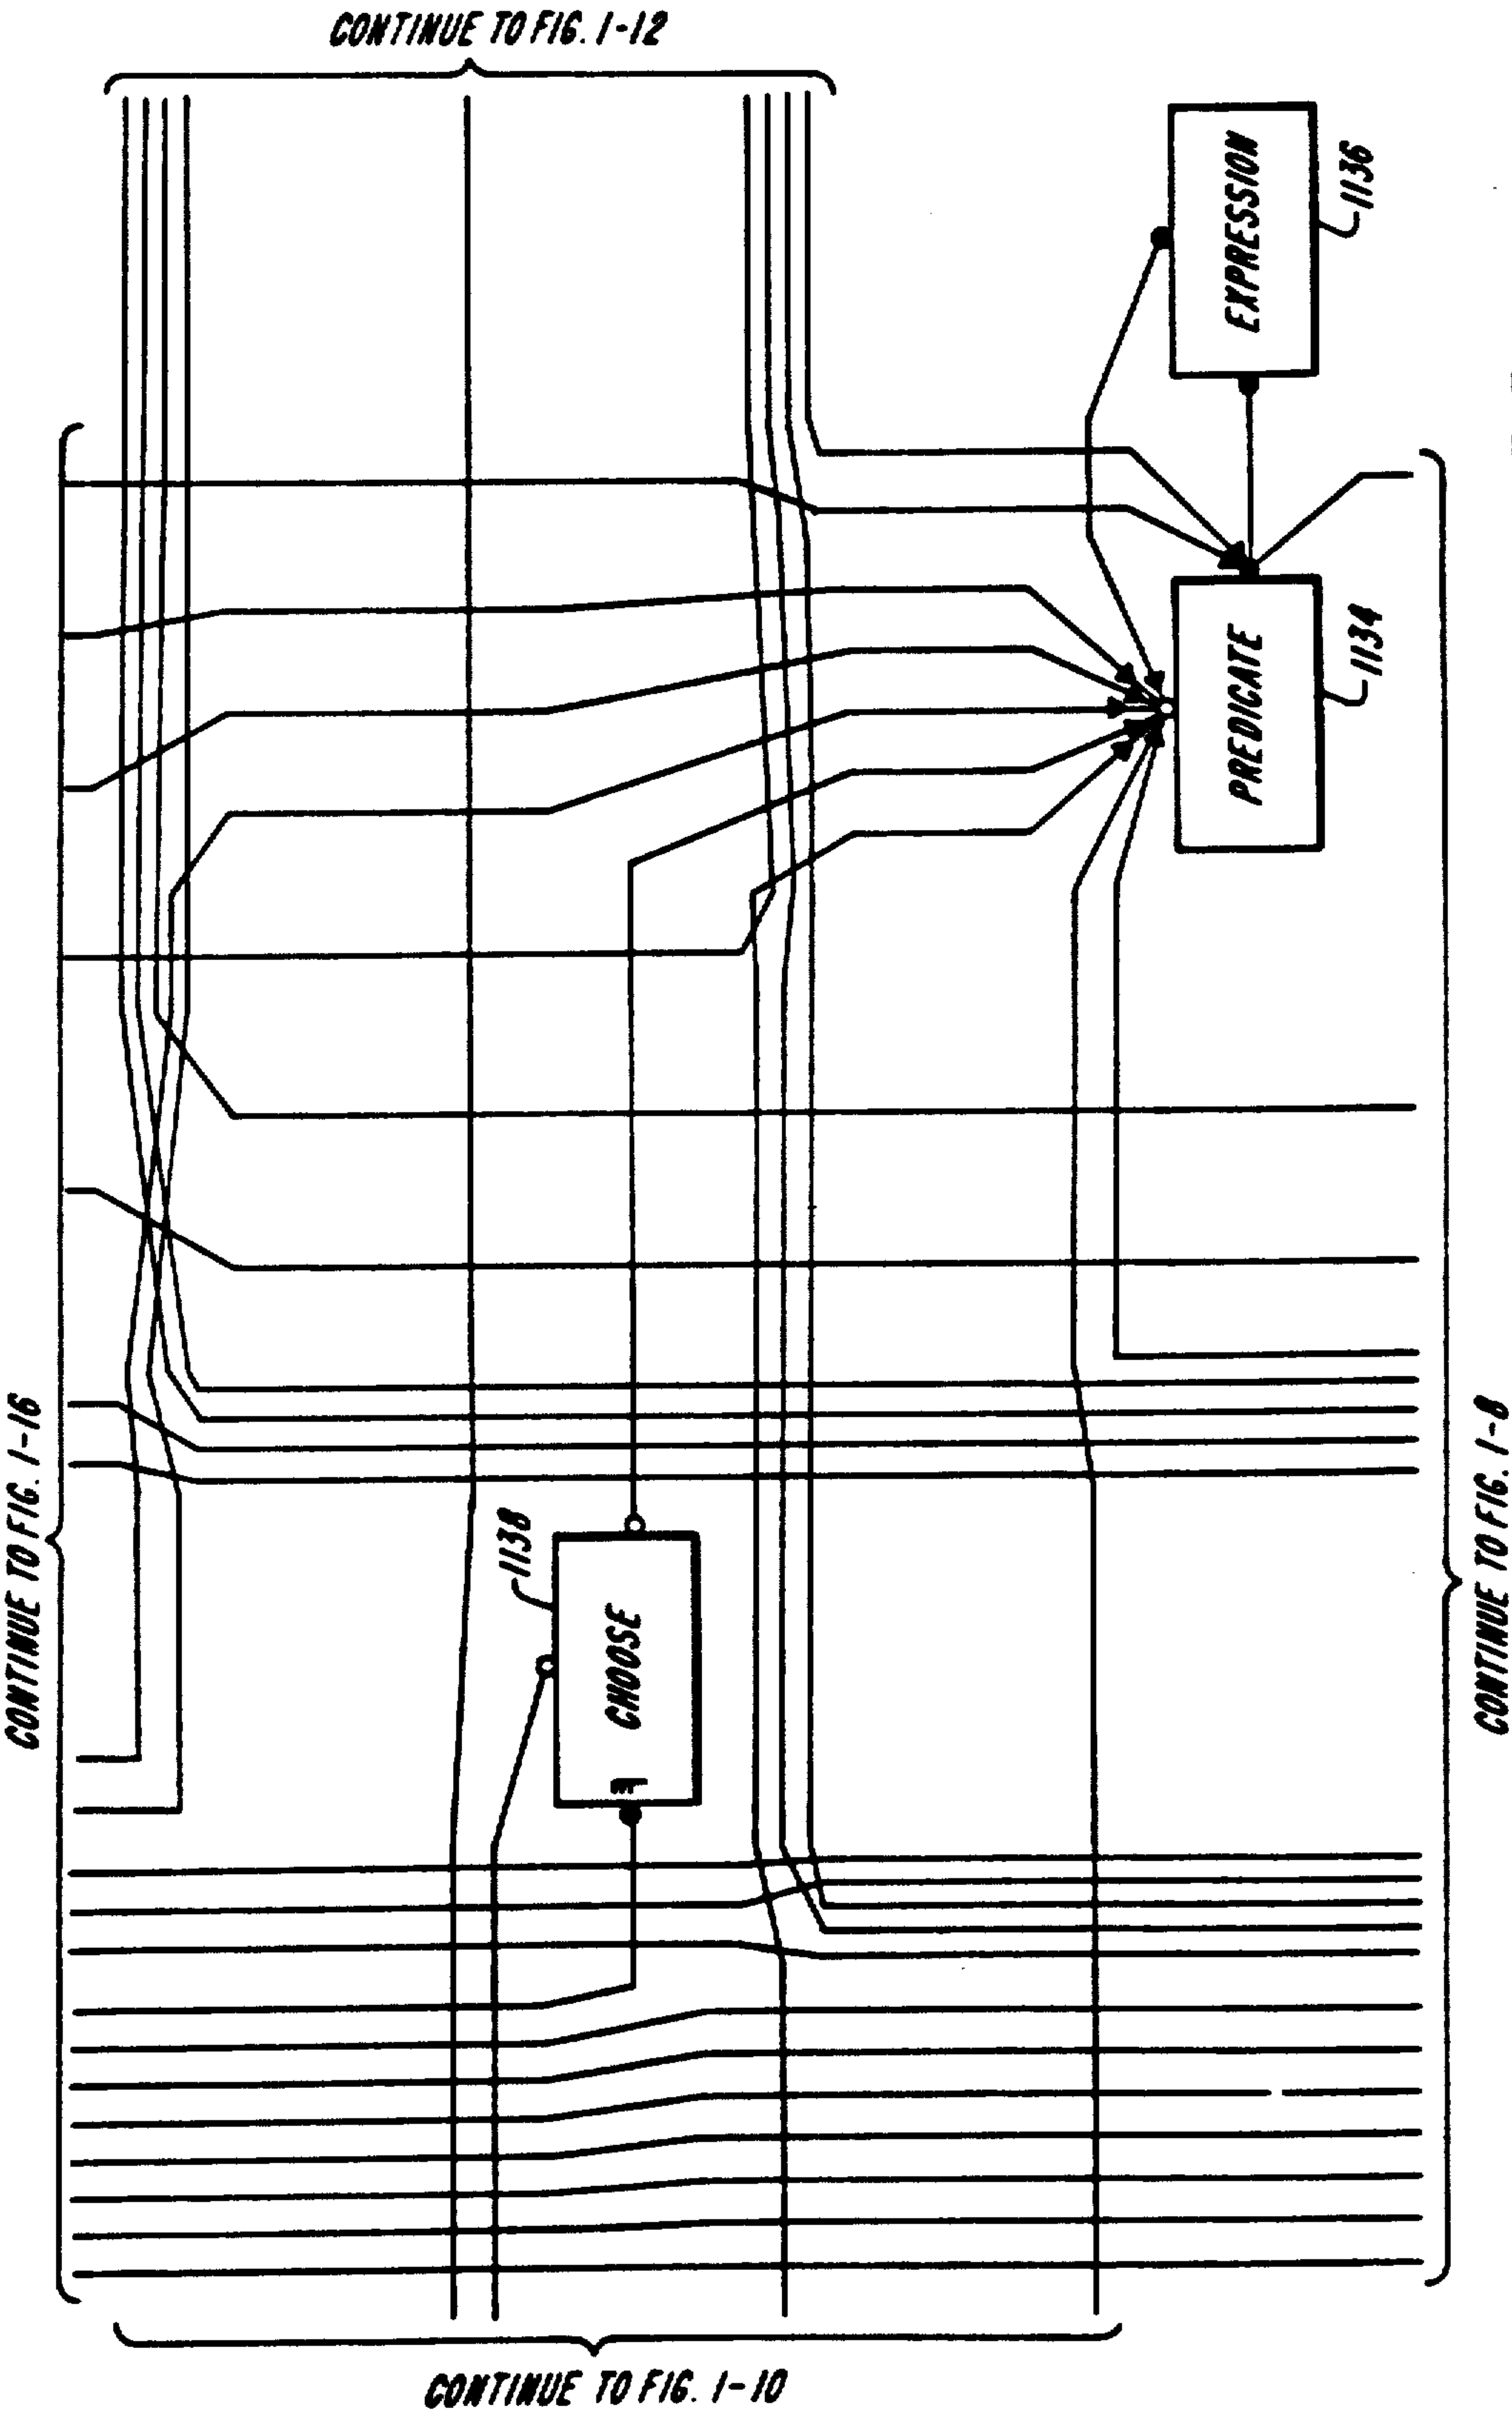 CONTINUE TO FIG. 1-12
CONTINUE TO FIG. 1-16
EXPRESSION
1136
PREDICATE
1134
1138
CHOOSE
CONTINUE TO FIG. 1-8
CONTINUE TO FIG. 1-10